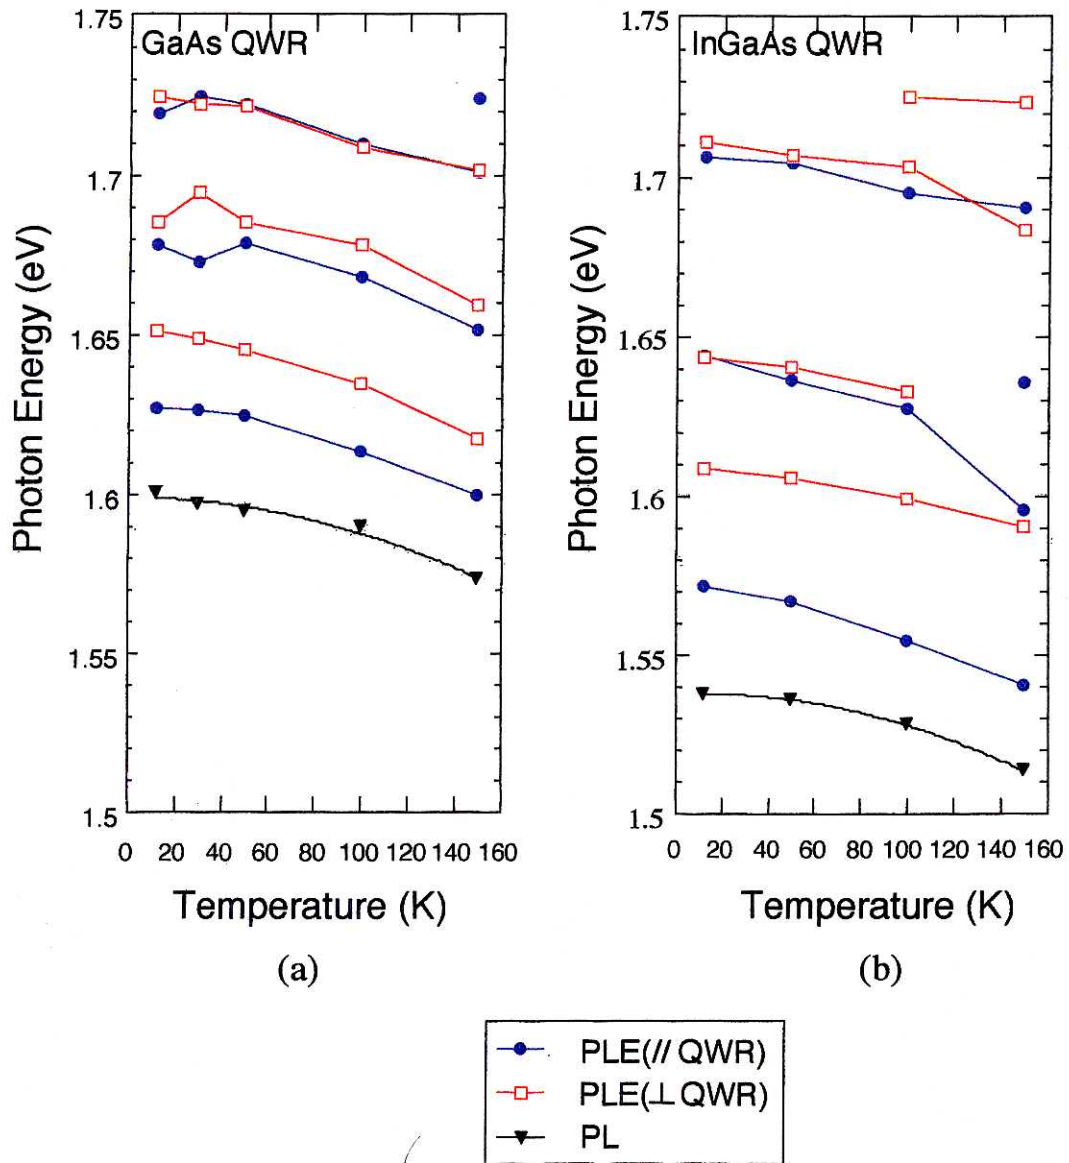 GaAs QWR
1.75
1.7
1.65
1.6
1.55
1.5
Photon Energy (eV)
0 20 40 60 80 100 120 140 160
Temperature (K)
(a)
InGaAs QWR
1.75
1.7
1.65
1.6
1.55
1.5
Photon Energy (eV)
0 20 40 60 80 100 120 140 160
Temperature (K)
(b)
PLE(// QWR)
PLE(⊥QWR)
PL